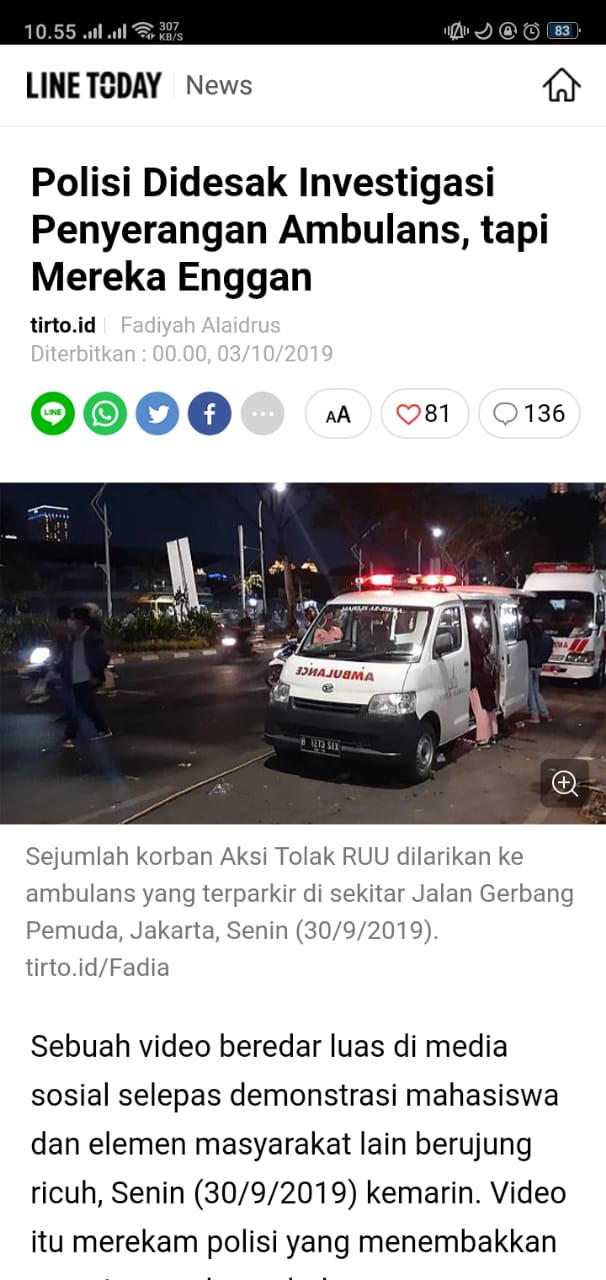 10.55
307
KB/S
83
LINE TODAY
News
Polisi Didesak Investigasi
Penyerangan Ambulans, tapi
Mereka Enggan
tirto.id
Fadiyah Alaidrus
Diterbitkan : 00.00, 03/10/2019
LINE
AA
81
136
AMBULANCE
B 1273 SIX
Sejumlah korban Aksi Tolak RUU dilarikan ke
ambulans yang terparkir di sekitar Jalan Gerbang
Pemuda, Jakarta, Senin (30/9/2019).
tirto.id/Fadia
Sebuah video beredar luas di media
sosial selepas demonstrasi mahasiswa
dan elemen masyarakat lain berujung
ricuh, Senin (30/9/2019) kemarin. Video
itu merekam polisi yang menembakkan